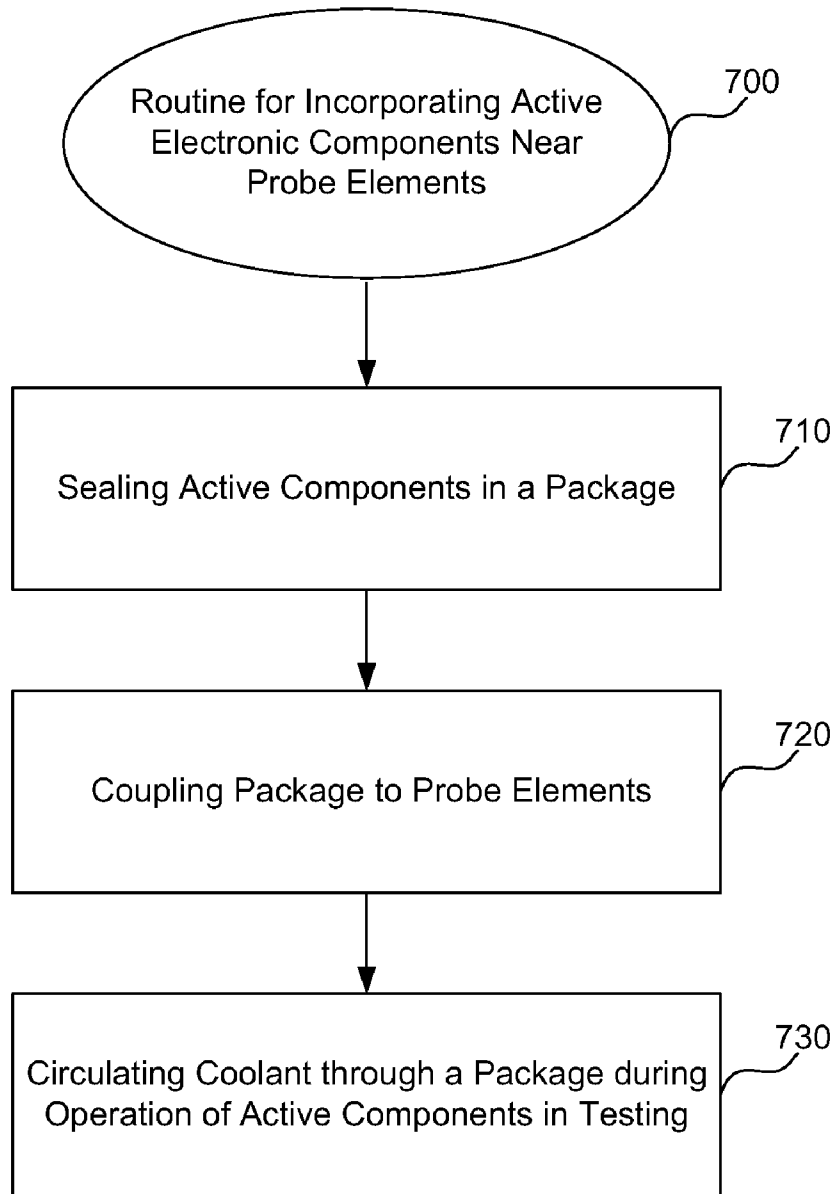 Routine for Incorporating Active
Electronic Components Near
Probe Elements
700
Sealing Active Components in a Package
710
Coupling Package to Probe Elements
720
Circulating Coolant through a Package during
Operation of Active Components in Testing
730